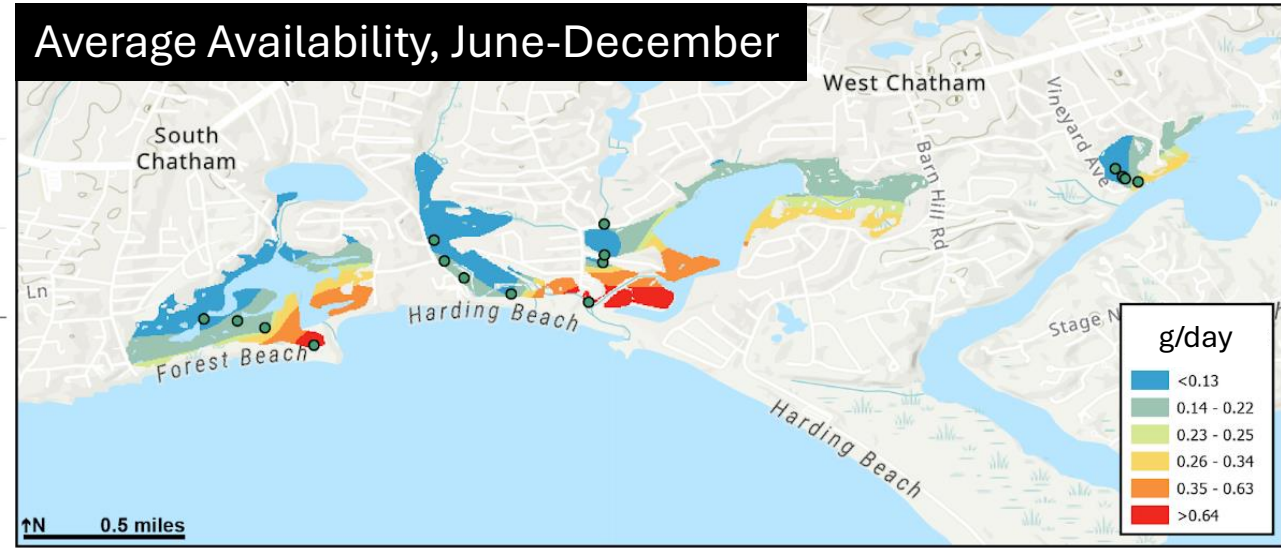 Average Availability, June-December
West Chatham
South
Chatham
Vineyard Ave
Barn Hill Rd
Ln
Harding Beach
Forest Beach
Stage N
Harding Beach
g/day
<0.13
0.14 - 0.22
0.23 - 0.25
0.26 - 0.34
0.35 - 0.63
>0.64
↑N 0.5 miles